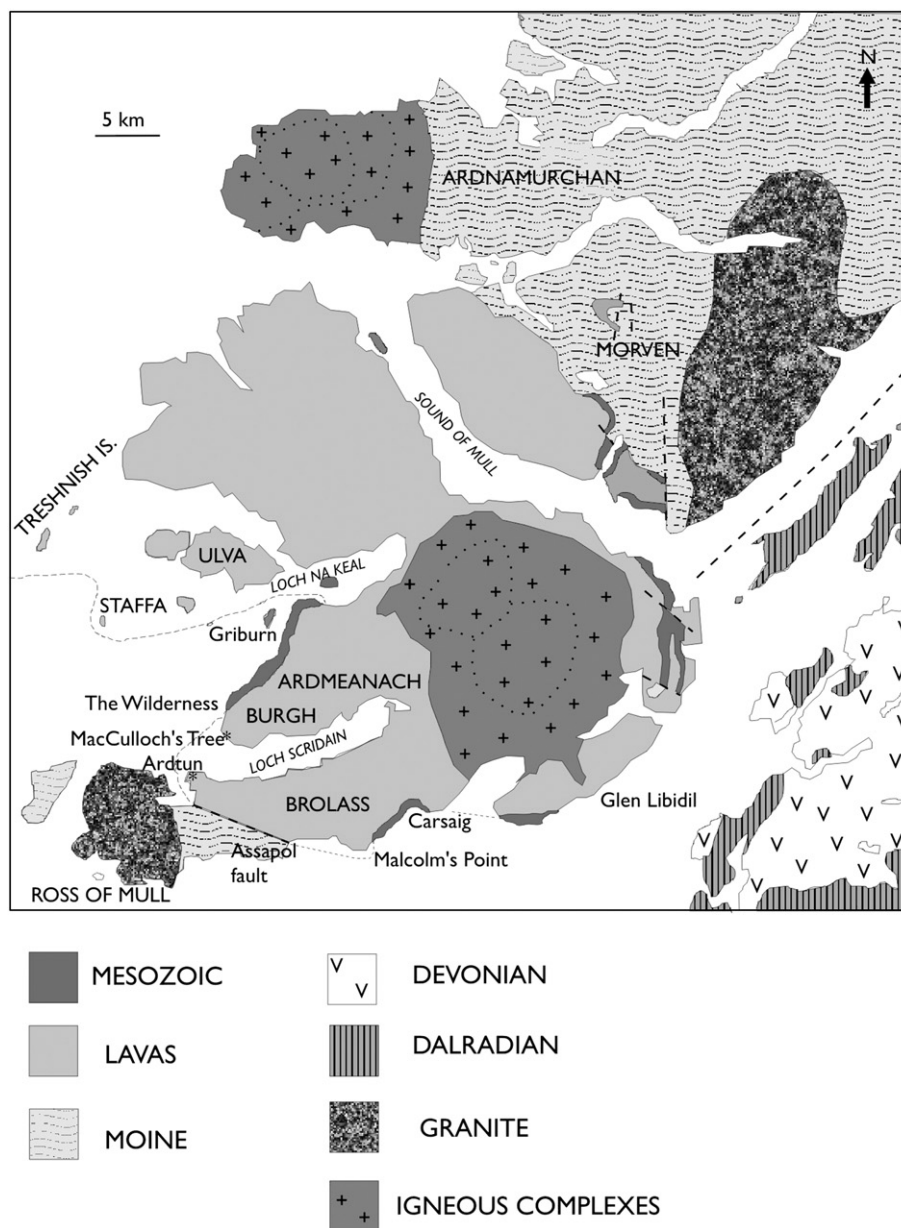 N
5 km
ARDNAMURCHAN
MORVEN
SOUND OF MULL
TRESHNISH IS.
ULVA
LOCH NA KEAL
STAFFA
Griburn
ARDMEANACH
The Wilderness
BURGH
MacCulloch's Tree*
LOCH SCRIDAIN
Ardtun
*
BROLASS
Glen Libidil
Carsaig
Assapol
fault
Malcolm's Point
ROSS OF MULL
MESOZOIC
V V DEVONIAN
LAVAS
DALRADIAN
MOINE
GRANITE
IGNEOUS COMPLEXES